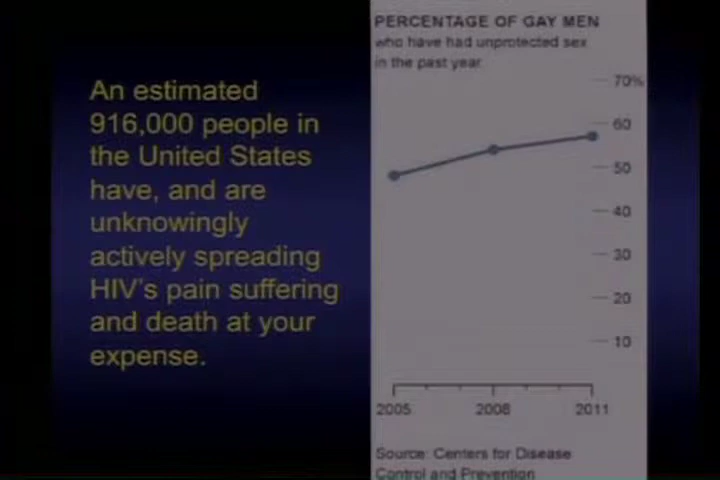 An estimated
916,000 people in
the United States
have, and are
unknowingly
actively spreading
HIV's pain suffering
and death at your
expense.
PERCENTAGE OF GAY MEN
who have had unprotected sex
in the past year
70%
60
50
40
30
20
10
2005 2008 2011
Source: Centers for Disease
Control and Prevention